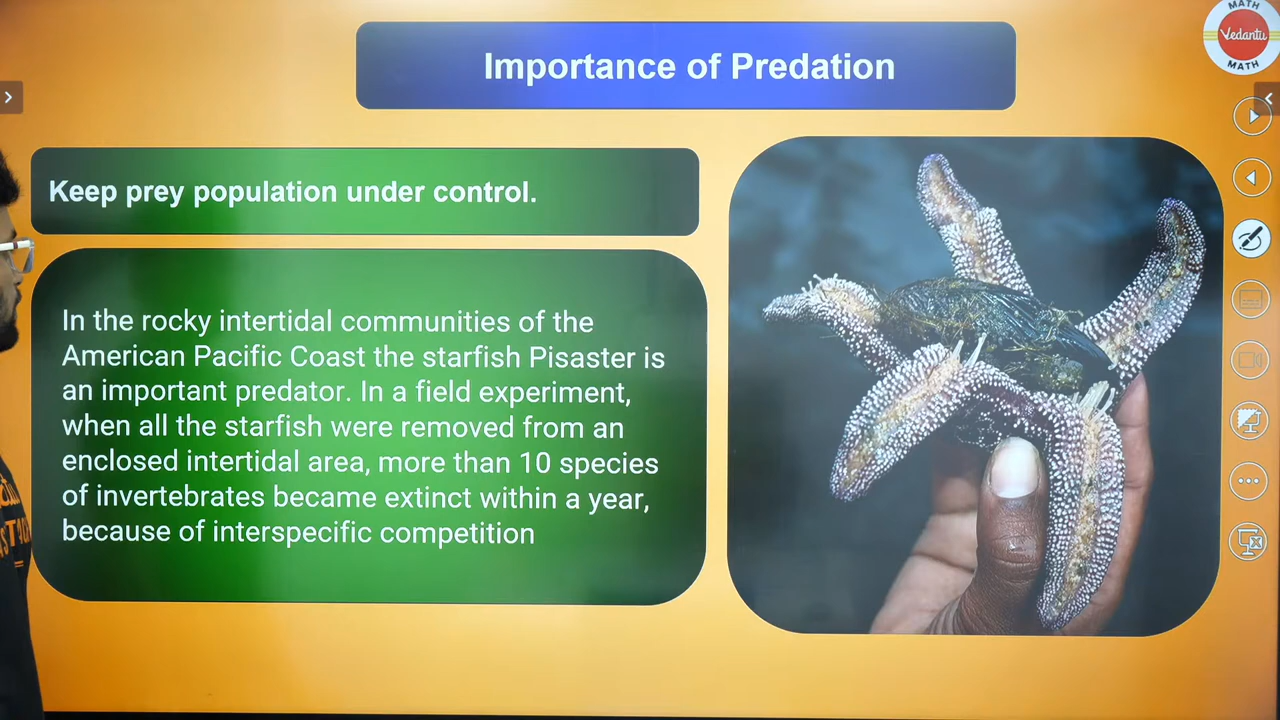 Importance of Predation
MATH
Vedantu
MATH
Keep prey population under control.
In the rocky intertidal communities of the
American Pacific Coast the starfish Pisaster is
an important predator. In a field experiment,
when all the starfish were removed from an
enclosed intertidal area, more than 10 species
of invertebrates became extinct within a year,
because of interspecific competition